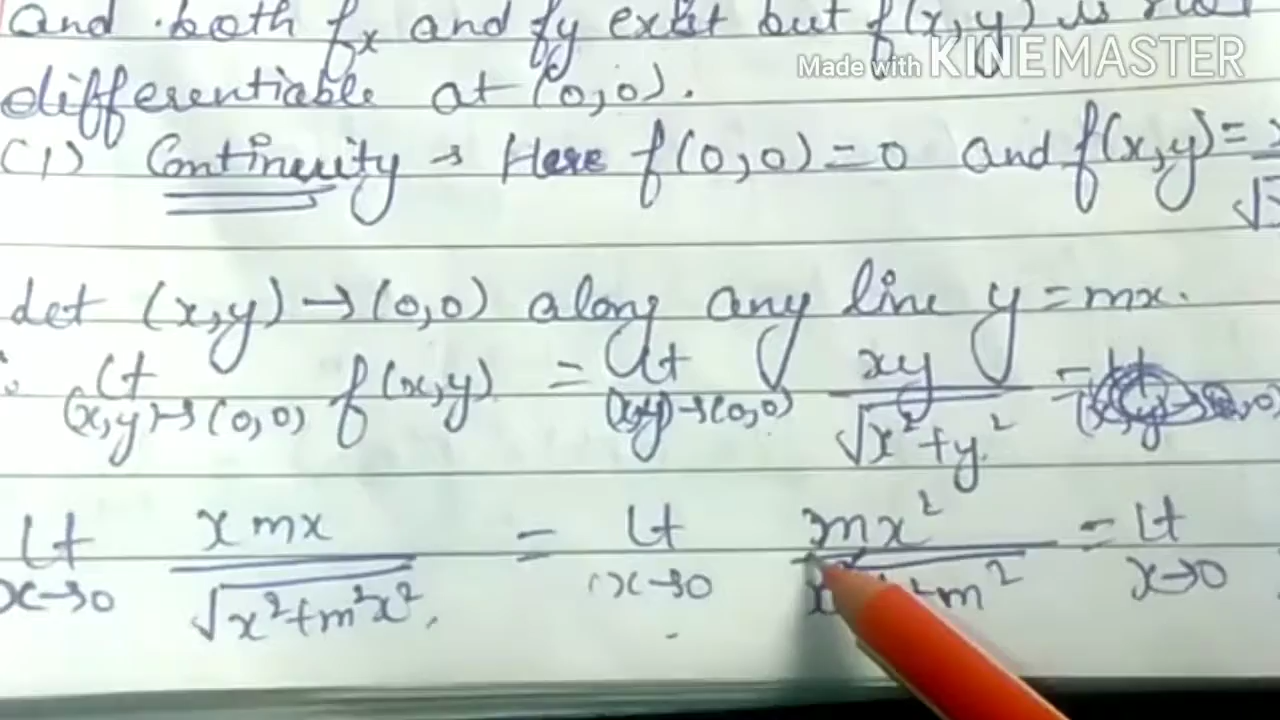 and both fx and fy exist but f(x,y) is not
Made with KINEMASTER
differentiable at (0,0).
(1) Continuity → Here f(0,0)=0 and f(x,y)=
Let (x,y)→(0,0) along any line y=mx.
Lt (x,y)→(0,0) f(x,y) = Lt (x,y)→(0,0) xy/√x²+y² =
Lt x→0 x mx/√x²+m²x² = Lt x→0 mx² = Lt x→0